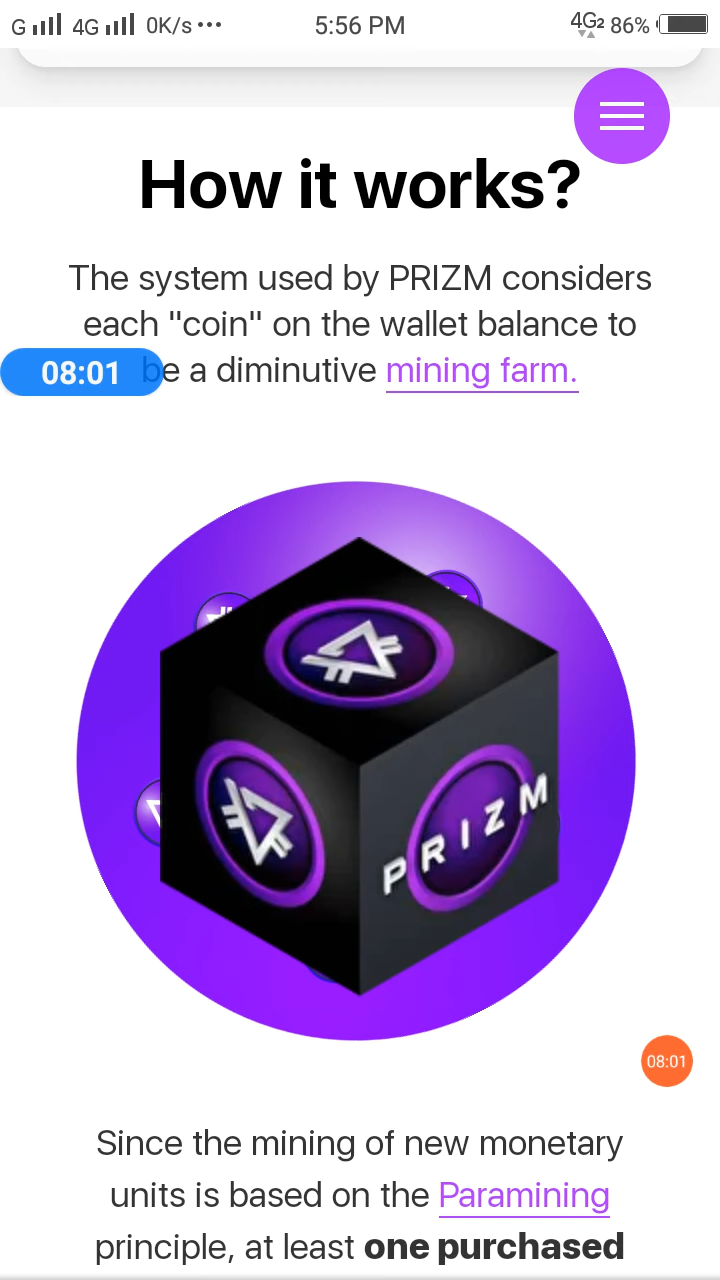 G 4G 0K/s ••• 5:56 PM 4G2 86%
How it works?
The system used by PRIZM considers
each "coin" on the wallet balance to
08:01 be a diminutive mining farm.
PRIZM
08:01
Since the mining of new monetary
units is based on the Paramining
principle, at least one purchased